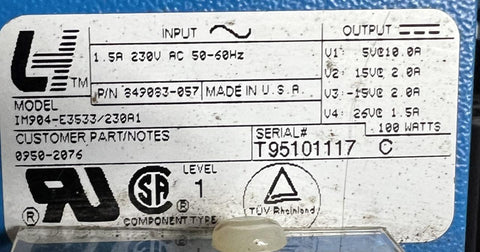 INPUT
1.5A 230V AC 50-60Hz
P/N 849083-057 MADE IN U.S.A.
TM
MODEL
IM904-E3533/230A1
CUSTOMER PART/NOTES
0950-2076
OUTPUT
V1: 5V@10.0A
V2: 15V@ 2.0A
V3:-15V@ 2.0A
V4: 26V@ 1.5A
100 WATTS
SERIAL#
T95101117 C
LEVEL
1
COMPONENT TYPE
TÜV Rheinland